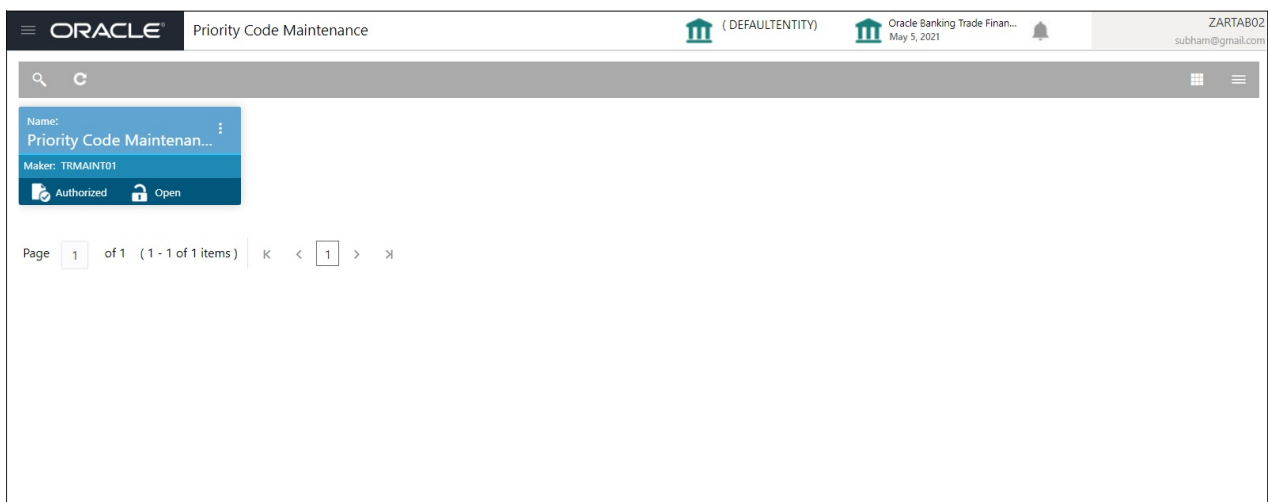 ORACLE®
Priority Code Maintenance
( DEFAULTENTITY)
Oracle Banking Trade Finan...
May 5, 2021
ZARTAB02
subham@gmail.com
Name:
Priority Code Maintenan...
Maker: TRMAINT01
Authorized Open
Page 1 of 1 ( 1 - 1 of 1 items ) K < 1 > >|